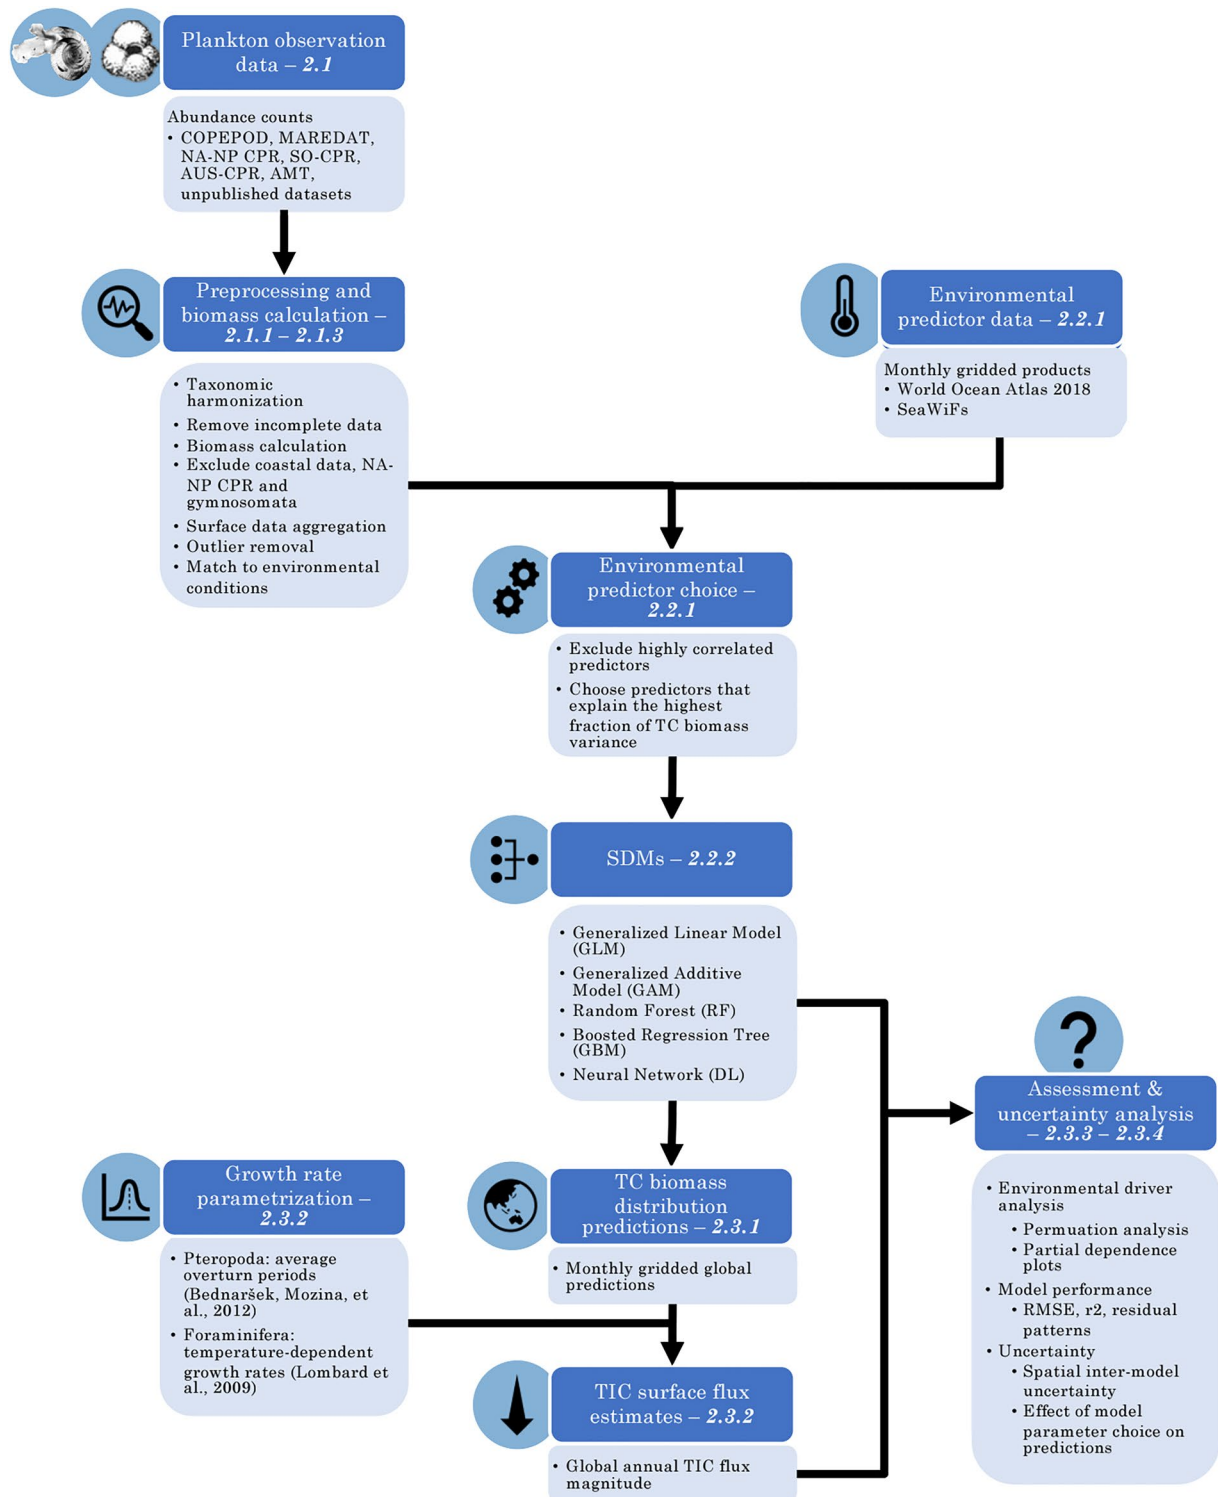 Plankton observation
data – 2.1
Abundance counts
• COPEPOD, MAREDAT,
NA-NP CPR, SO-CPR,
AUS-CPR, AMT,
unpublished datasets
Preprocessing and
biomass calculation –
2.1.1 – 2.1.3
• Taxonomic
harmonization
• Remove incomplete data
• Biomass calculation
• Exclude coastal data, NA-
NP CPR and
gymnosomata
• Surface data aggregation
• Outlier removal
• Match to environmental
conditions
Environmental
predictor data – 2.2.1
Monthly gridded products
• World Ocean Atlas 2018
• SeaWiFs
Environmental
predictor choice –
2.2.1
• Exclude highly correlated
predictors
• Choose predictors that
explain the highest
fraction of TC biomass
variance
SDMs – 2.2.2
• Generalized Linear Model
(GLM)
• Generalized Additive
Model (GAM)
• Random Forest (RF)
• Boosted Regression Tree
(GBM)
• Neural Network (DL)
Growth rate
parametrization –
2.3.2
• Pteropoda: average
overturn periods
(Bednaršek, Mozina, et
al., 2012)
• Foraminifera:
temperature-dependent
growth rates (Lombard et
al., 2009)
TC biomass
distribution
predictions – 2.3.1
• Monthly gridded global
predictions
TIC surface flux
estimates – 2.3.2
• Global annual TIC flux
magnitude
?
Assessment &
uncertainty analysis
– 2.3.3 – 2.3.4
• Environmental driver
analysis
• Permuation analysis
• Partial dependence
plots
• Model performance
• RMSE, r2, residual
patterns
• Uncertainty
• Spatial inter-model
uncertainty
• Effect of model
parameter choice on
predictions